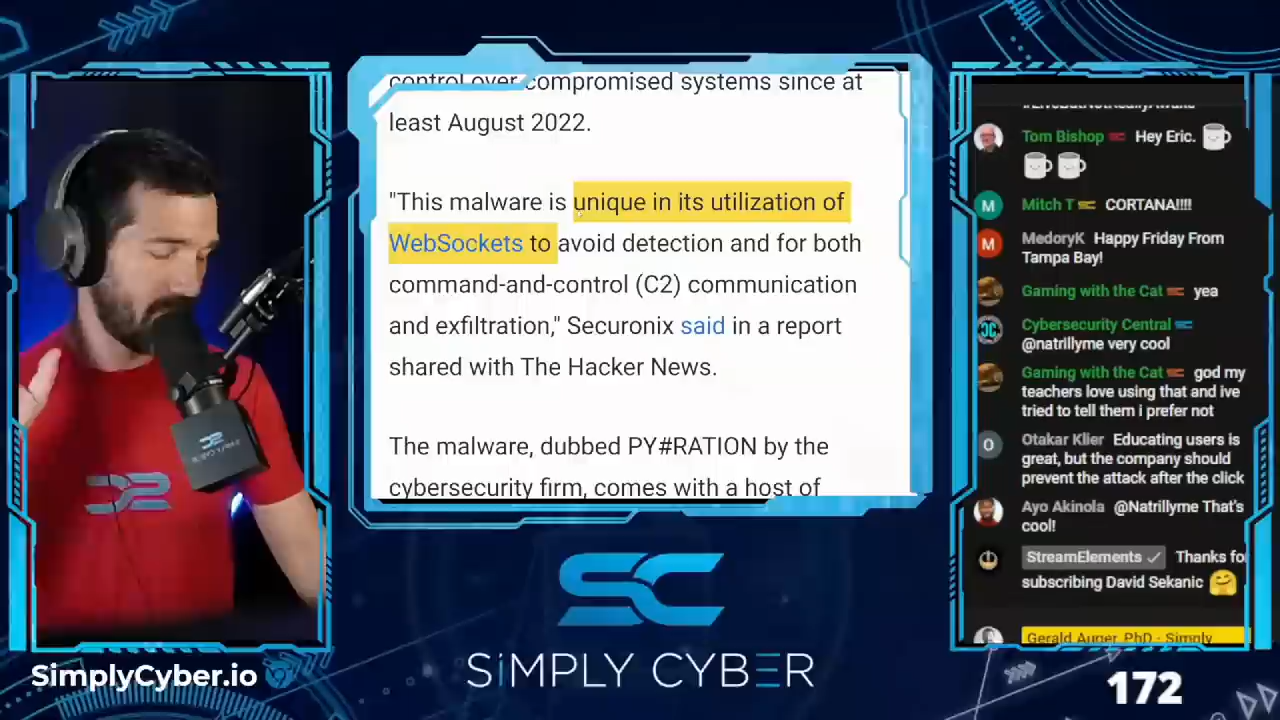 control over compromised systems since at
least August 2022.
"This malware is unique in its utilization of
WebSockets to avoid detection and for both
command-and-control (C2) communication
and exfiltration," Securonix said in a report
shared with The Hacker News.
The malware, dubbed PY#RATION by the
cybersecurity firm, comes with a host of
SC
SiMPLY CYBER
SimplyCyber.io
#LiveButNotReallyAwake
Tom Bishop Hey Eric.
M
Mitch T CORTANA!!!!
M
MedoryK Happy Friday From
Tampa Bay!
Gaming with the Cat yea
Cybersecurity Central
@natrillyme very cool
Gaming with the Cat god my
teachers love using that and ive
tried to tell them i prefer not
O
Otakar Klier Educating users is
great, but the company should
prevent the attack after the click
Ayo Akinola @Natrillyme That's
cool!
StreamElements ✓ Thanks for
subscribing David Sekanic 🤗
Gerald Auger, PhD - Simply
172